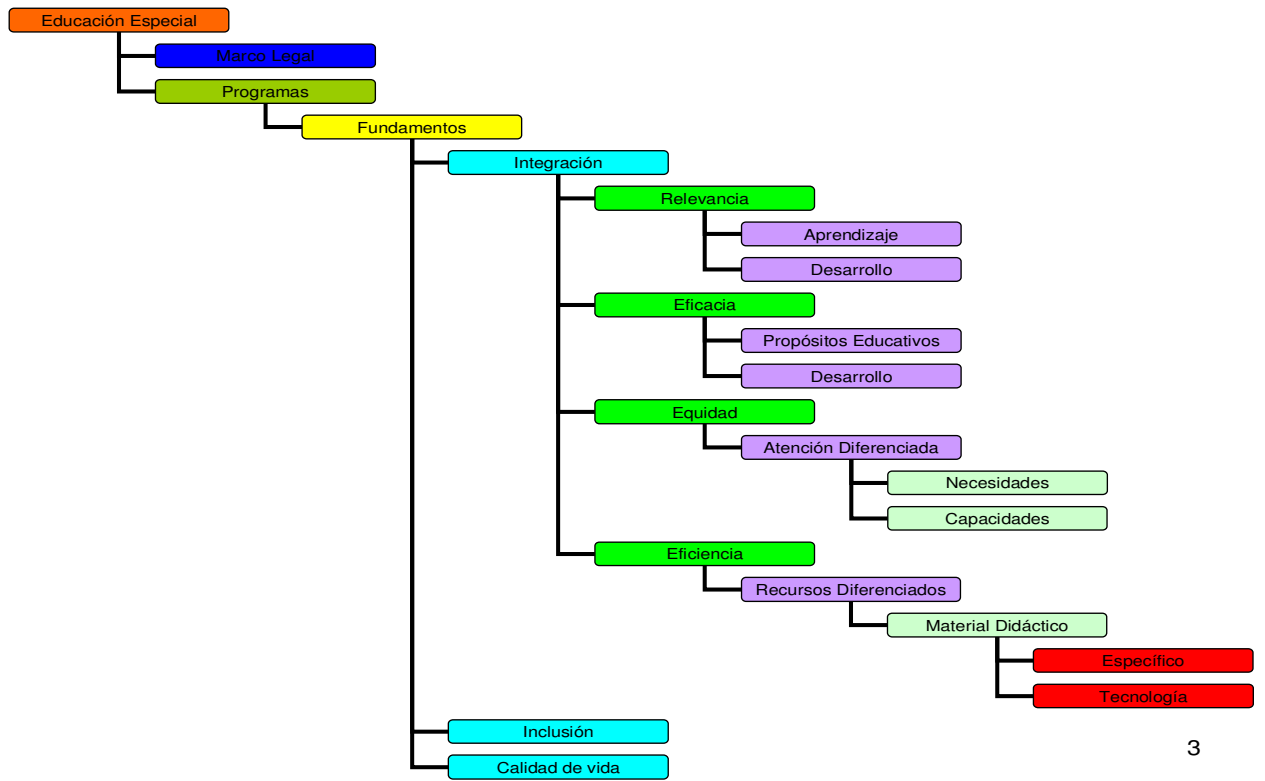 Educación Especial
Marco Legal
Programas
Fundamentos
Integración
Relevancia
Aprendizaje
Desarrollo
Eficacia
Propósitos Educativos
Desarrollo
Equidad
Atención Diferenciada
Necesidades
Capacidades
Eficiencia
Recursos Diferenciados
Material Didáctico
Específico
Tecnología
Inclusión
Calidad de vida
3